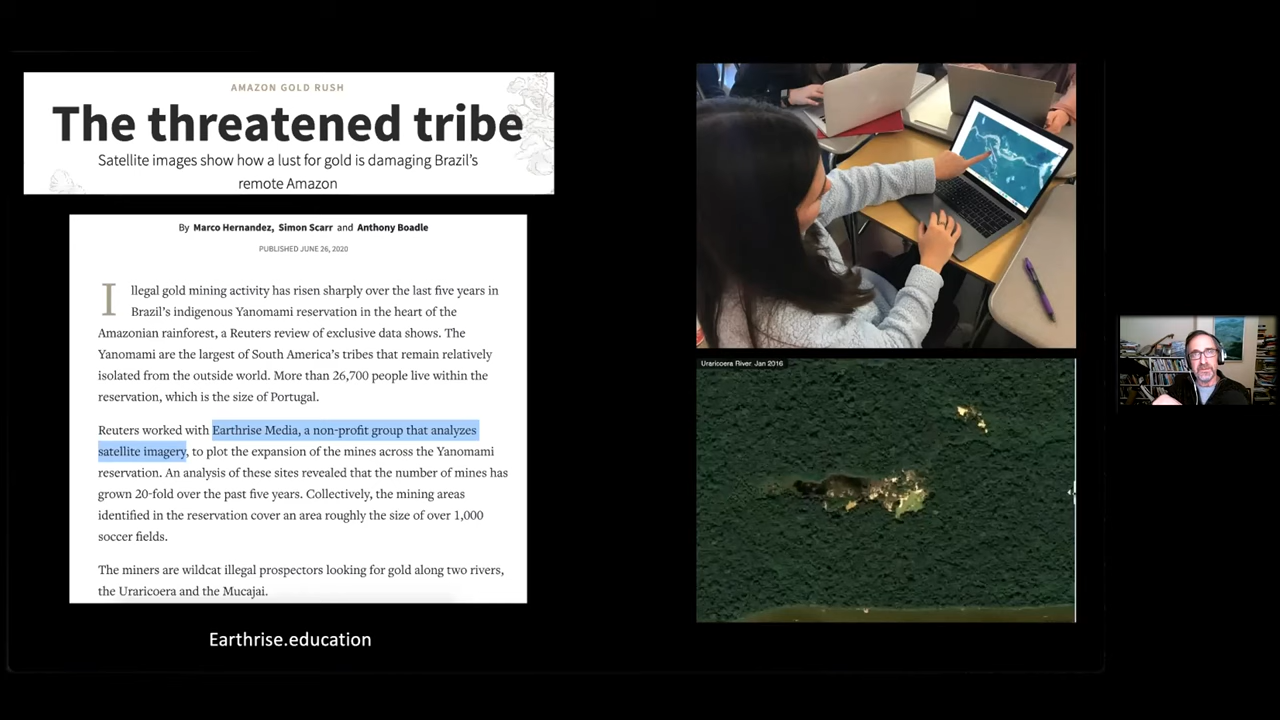 AMAZON GOLD RUSH
The threatened tribe
Satellite images show how a lust for gold is damaging Brazil's
remote Amazon
By Marco Hernandez, Simon Scarr and Anthony Boadle
PUBLISHED JUNE 26, 2020
Illegal gold mining activity has risen sharply over the last five years in
Brazil's indigenous Yanomami reservation in the heart of the
Amazonian rainforest, a Reuters review of exclusive data shows. The
Yanomami are the largest of South America's tribes that remain relatively
isolated from the outside world. More than 26,700 people live within the
reservation, which is the size of Portugal.
Reuters worked with Earthrise Media, a non-profit group that analyzes
satellite imagery, to plot the expansion of the mines across the Yanomami
reservation. An analysis of these sites revealed that the number of mines has
grown 20-fold over the past five years. Collectively, the mining areas
identified in the reservation cover an area roughly the size of over 1,000
soccer fields.
The miners are wildcat illegal prospectors looking for gold along two rivers,
the Uraricoera and the Mucajai.
Earthrise.education
Uraricoera River Jan 2016